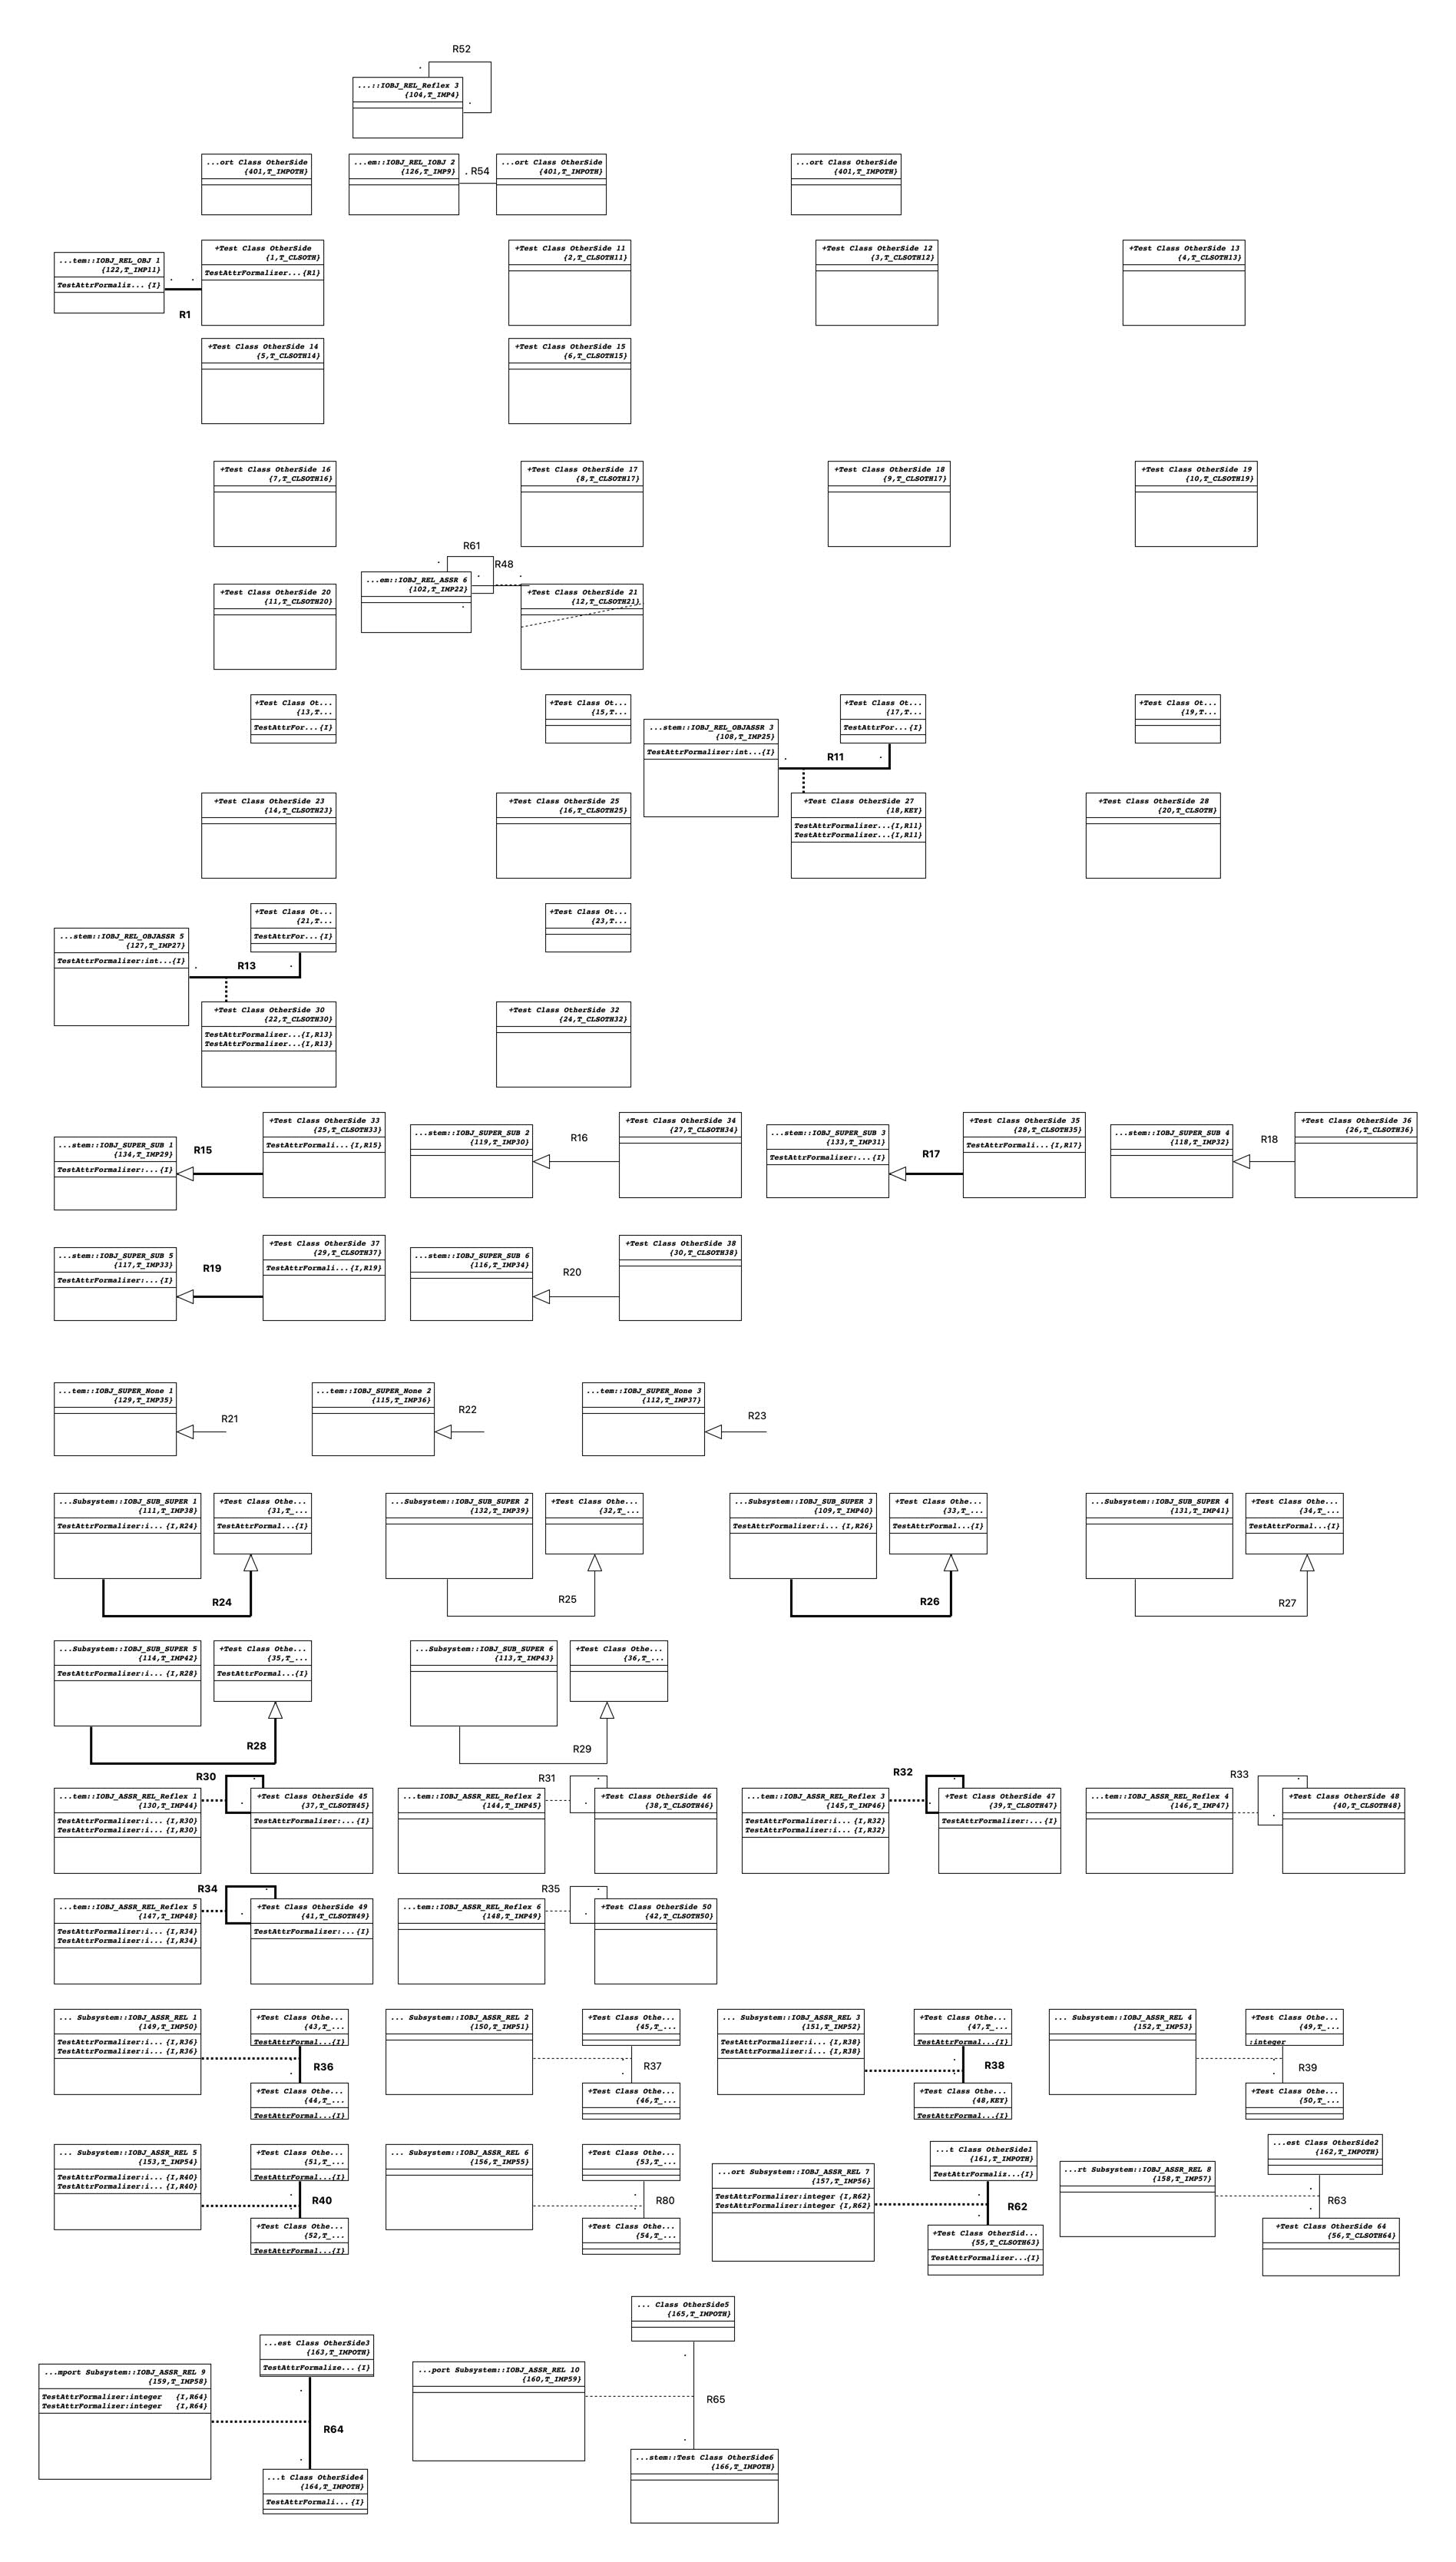 R52
...::IOBJ_REL_Reflex 3
{104,T_IMP4}
...ort Class OtherSide
{401,T_IMPOTH}
...em::IOBJ_REL_IOBJ 2
{126,T_IMP9}
R54
...ort Class OtherSide
{401,T_IMPOTH}
...ort Class OtherSide
{401,T_IMPOTH}
...tem::IOBJ_REL_OBJ 1
{122,T_IMP11}
TestAttrFormaliz... {I}
R1
+Test Class OtherSide
{1,T_CLSOTH}
TestAttrFormalizer... {R1}
+Test Class OtherSide 11
{2,T_CLSOTH11}
+Test Class OtherSide 12
{3,T_CLSOTH12}
+Test Class OtherSide 13
{4,T_CLSOTH13}
+Test Class OtherSide 14
{5,T_CLSOTH14}
+Test Class OtherSide 15
{6,T_CLSOTH15}
+Test Class OtherSide 16
{7,T_CLSOTH16}
+Test Class OtherSide 17
{8,T_CLSOTH17}
+Test Class OtherSide 18
{9,T_CLSOTH17}
+Test Class OtherSide 19
{10,T_CLSOTH19}
R61
R48
...em::IOBJ_REL_ASSR 6
{102,T_IMP22}
+Test Class OtherSide 20
{11,T_CLSOTH20}
+Test Class OtherSide 21
{12,T_CLSOTH21}
+Test Class Ot...
{13,T...
TestAttrFor... {I}
+Test Class Ot...
{15,T...
...stem::IOBJ_REL_OBJASSR 3
{108,T_IMP25}
TestAttrFormalizer:int...{I}
+Test Class Ot...
{17,T...
TestAttrFor... {I}
R11
+Test Class Ot...
{19,T...
+Test Class OtherSide 23
{14,T_CLSOTH23}
+Test Class OtherSide 25
{16,T_CLSOTH25}
+Test Class OtherSide 27
{18,KEY}
TestAttrFormalizer...{I,R11}
TestAttrFormalizer...{I,R11}
+Test Class OtherSide 28
{20,T_CLSOTH}
...stem::IOBJ_REL_OBJASSR 5
{127,T_IMP27}
TestAttrFormalizer:int...{I}
+Test Class Ot...
{21,T...
TestAttrFor... {I}
R13
+Test Class Ot...
{23,T...
+Test Class OtherSide 30
{22,T_CLSOTH30}
TestAttrFormalizer...{I,R13}
TestAttrFormalizer...{I,R13}
+Test Class OtherSide 32
{24,T_CLSOTH32}
...stem::IOBJ_SUPER_SUB 1
{134,T_IMP29}
TestAttrFormalizer:...{I}
R15
+Test Class OtherSide 33
{25,T_CLSOTH33}
TestAttrFormali... {I,R15}
...stem::IOBJ_SUPER_SUB 2
{119,T_IMP30}
R16
+Test Class OtherSide 34
{27,T_CLSOTH34}
...stem::IOBJ_SUPER_SUB 3
{133,T_IMP31}
TestAttrFormalizer:...{I}
R17
+Test Class OtherSide 35
{28,T_CLSOTH35}
TestAttrFormali... {I,R17}
...stem::IOBJ_SUPER_SUB 4
{118,T_IMP32}
R18
+Test Class OtherSide 36
{26,T_CLSOTH36}
...stem::IOBJ_SUPER_SUB 5
{117,T_IMP33}
TestAttrFormalizer:...{I}
R19
+Test Class OtherSide 37
{29,T_CLSOTH37}
TestAttrFormali... {I,R19}
...stem::IOBJ_SUPER_SUB 6
{116,T_IMP34}
R20
+Test Class OtherSide 38
{30,T_CLSOTH38}
...tem::IOBJ_SUPER_None 1
{129,T_IMP35}
R21
...tem::IOBJ_SUPER_None 2
{115,T_IMP36}
R22
...tem::IOBJ_SUPER_None 3
{112,T_IMP37}
R23
...Subsystem::IOBJ_SUB_SUPER 1
{111,T_IMP38}
TestAttrFormalizer:i... {I,R24}
+Test Class Othe...
{31,T_...
TestAttrFormal...{I}
R24
...Subsystem::IOBJ_SUB_SUPER 2
{132,T_IMP39}
+Test Class Othe...
{32,T_...
R25
...Subsystem::IOBJ_SUB_SUPER 3
{109,T_IMP40}
TestAttrFormalizer:i... {I,R26}
+Test Class Othe...
{33,T_...
TestAttrFormal...{I}
R26
...Subsystem::IOBJ_SUB_SUPER 4
{131,T_IMP41}
+Test Class Othe...
{34,T_...
TestAttrFormal...{I}
R27
...Subsystem::IOBJ_SUB_SUPER 5
{114,T_IMP42}
TestAttrFormalizer:i... {I,R28}
+Test Class Othe...
{35,T_...
TestAttrFormal...{I}
R28
...Subsystem::IOBJ_SUB_SUPER 6
{113,T_IMP43}
+Test Class Othe...
{36,T_...
R29
R30
...tem::IOBJ_ASSR_REL_Reflex 1
{130,T_IMP44}
TestAttrFormalizer:i... {I,R30}
TestAttrFormalizer:i... {I,R30}
+Test Class OtherSide 45
{37,T_CLSOTH45}
TestAttrFormalizer:...{I}
R31
...tem::IOBJ_ASSR_REL_Reflex 2
{144,T_IMP45}
+Test Class OtherSide 46
{38,T_CLSOTH46}
R32
...tem::IOBJ_ASSR_REL_Reflex 3
{145,T_IMP46}
TestAttrFormalizer:i... {I,R32}
TestAttrFormalizer:i... {I,R32}
+Test Class OtherSide 47
{39,T_CLSOTH47}
TestAttrFormalizer:...{I}
R33
...tem::IOBJ_ASSR_REL_Reflex 4
{146,T_IMP47}
+Test Class OtherSide 48
{40,T_CLSOTH48}
R34
...tem::IOBJ_ASSR_REL_Reflex 5
{147,T_IMP48}
TestAttrFormalizer:i... {I,R34}
TestAttrFormalizer:i... {I,R34}
+Test Class OtherSide 49
{41,T_CLSOTH49}
TestAttrFormalizer:...{I}
R35
...tem::IOBJ_ASSR_REL_Reflex 6
{148,T_IMP49}
+Test Class OtherSide 50
{42,T_CLSOTH50}
... Subsystem::IOBJ_ASSR_REL 1
{149,T_IMP50}
TestAttrFormalizer:i... {I,R36}
TestAttrFormalizer:i... {I,R36}
+Test Class Othe...
{43,T_...
TestAttrFormal...{I}
R36
+Test Class Othe...
{44,T_...
TestAttrFormal...{I}
... Subsystem::IOBJ_ASSR_REL 2
{150,T_IMP51}
+Test Class Othe...
{45,T_...
R37
+Test Class Othe...
{46,T_...
... Subsystem::IOBJ_ASSR_REL 3
{151,T_IMP52}
TestAttrFormalizer:i... {I,R38}
TestAttrFormalizer:i... {I,R38}
+Test Class Othe...
{47,T_...
TestAttrFormal...{I}
R38
+Test Class Othe...
{48,KEY}
TestAttrFormal...{I}
... Subsystem::IOBJ_ASSR_REL 4
{152,T_IMP53}
+Test Class Othe...
{49,T_...
:integer
R39
+Test Class Othe...
{50,T_...
... Subsystem::IOBJ_ASSR_REL 5
{153,T_IMP54}
TestAttrFormalizer:i... {I,R40}
TestAttrFormalizer:i... {I,R40}
+Test Class Othe...
{51,T_...
TestAttrFormal...{I}
R40
+Test Class Othe...
{52,T_...
TestAttrFormal...{I}
... Subsystem::IOBJ_ASSR_REL 6
{156,T_IMP55}
+Test Class Othe...
{53,T_...
R80
+Test Class Othe...
{54,T_...
...ort Subsystem::IOBJ_ASSR_REL 7
{157,T_IMP56}
TestAttrFormalizer:integer {I,R62}
TestAttrFormalizer:integer {I,R62}
...t Class OtherSide1
{161,T_IMPOTH}
TestAttrFormaliz...{I}
R62
+Test Class OtherSid...
{55,T_CLSOTH63}
TestAttrFormalizer...{I}
...rt Subsystem::IOBJ_ASSR_REL 8
{158,T_IMP57}
...est Class OtherSide2
{162,T_IMPOTH}
R63
+Test Class OtherSide 64
{56,T_CLSOTH64}
...mport Subsystem::IOBJ_ASSR_REL 9
{159,T_IMP58}
TestAttrFormalizer:integer {I,R64}
TestAttrFormalizer:integer {I,R64}
...est Class OtherSide3
{163,T_IMPOTH}
TestAttrFormalize... {I}
R64
...t Class OtherSide4
{164,T_IMPOTH}
TestAttrFormali... {I}
...port Subsystem::IOBJ_ASSR_REL 10
{160,T_IMP59}
... Class OtherSide5
{165,T_IMPOTH}
R65
...stem::Test Class OtherSide6
{166,T_IMPOTH}